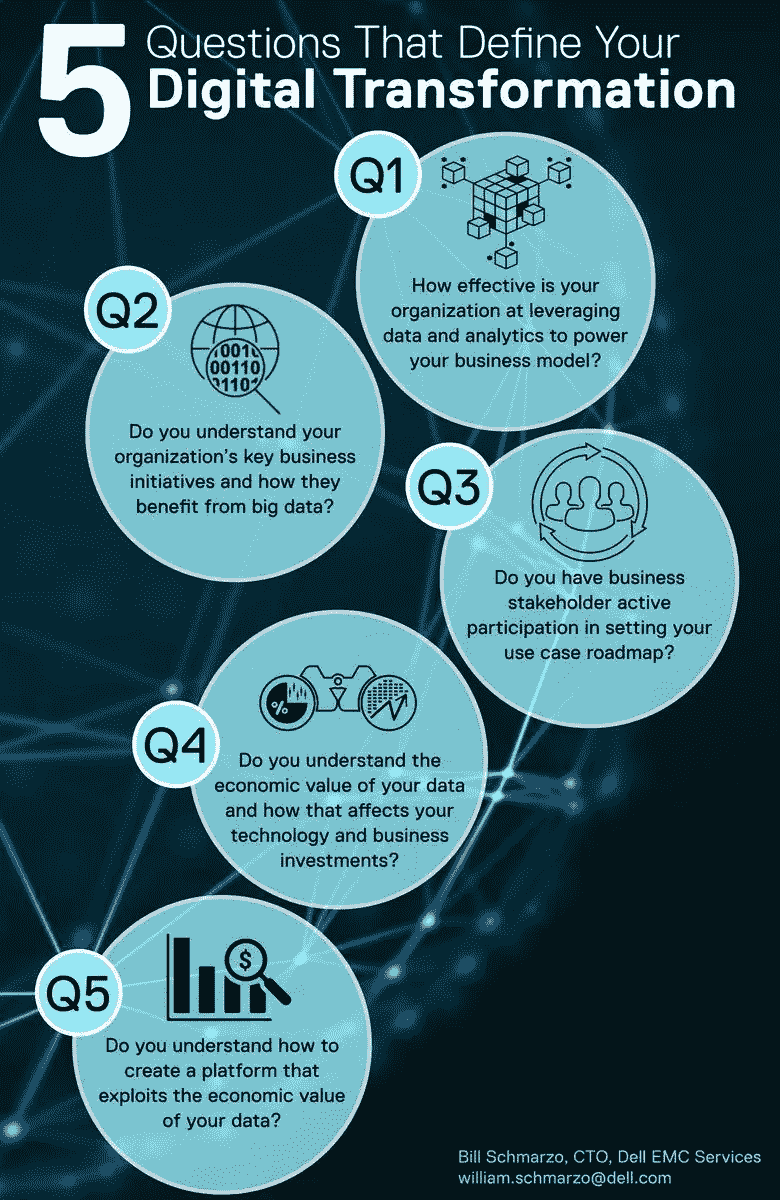 5
Questions That Define Your
Digital Transformation
Q1
How effective is your
organization at leveraging
data and analytics to power
your business model?
Q2
1001
00110
01101
Do you understand your
organization's key business
initiatives and how they
benefit from big data?
Q3
Do you have business
stakeholder active
participation in setting your
use case roadmap?
Q4
%
Do you understand the
economic value of your data
and how that affects your
technology and business
investments?
Q5
$
Do you understand how to
create a platform that
exploits the economic value
of your data?
Bill Schmarzo, CTO, Dell EMC Services
william.schmarzo@dell.com